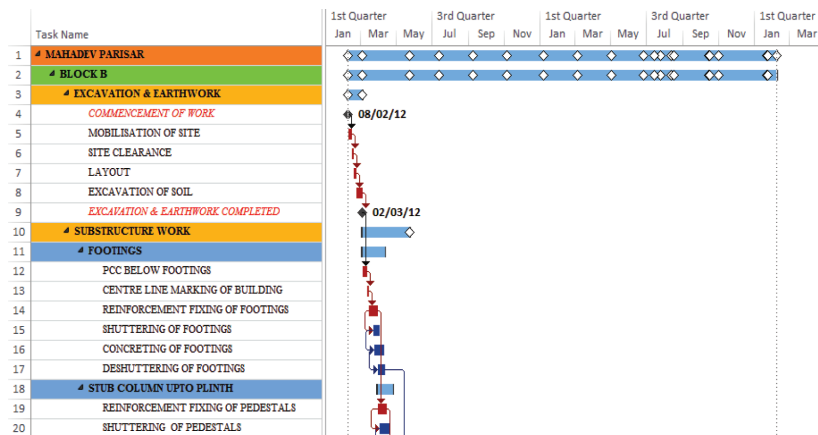 1st Quarter 3rd Quarter 1st Quarter 3rd Quarter 1st Quarter
Task Name Jan Mar May Jul Sep Nov Jan Mar May Jul Sep Nov Jan Mar
1 MAHADEV PARISAR
2 BLOCK B
3 EXCAVATION & EARTHWORK
4 COMMENCEMENT OF WORK 08/02/12
5 MOBILISATION OF SITE
6 SITE CLEARANCE
7 LAYOUT
8 EXCAVATION OF SOIL
9 EXCAVATION & EARTHWORK COMPLETED 02/03/12
10 SUBSTRUCTURE WORK
11 FOOTINGS
12 PCC BELOW FOOTINGS
13 CENTRE LINE MARKING OF BUILDING
14 REINFORCEMENT FIXING OF FOOTINGS
15 SHUTTERING OF FOOTINGS
16 CONCRETING OF FOOTINGS
17 DESHUTTERING OF FOOTINGS
18 STUB COLUMN UPTO PLINTH
19 REINFORCEMENT FIXING OF PEDESTALS
20 SHUTTERING OF PEDESTALS